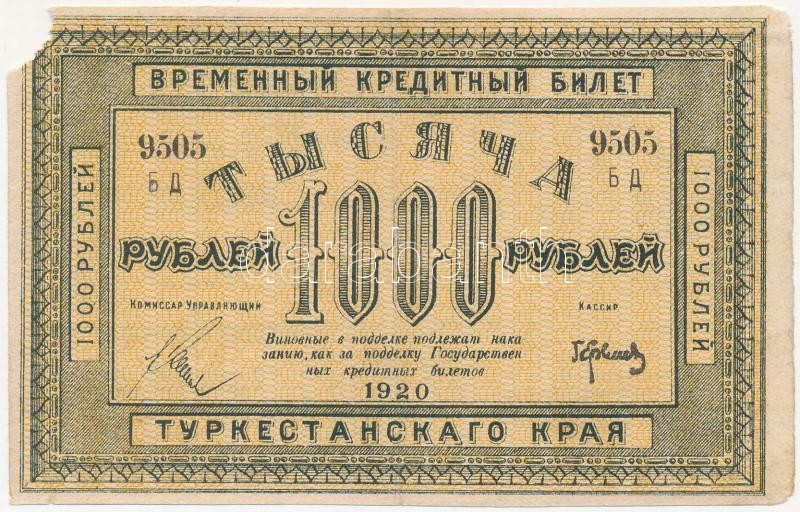 ВРЕМЕННЫЙ КРЕДИТНЫЙ БИЛЕТ
9505
9505
БД
БД
ТЫСЯЧА
1000 РУБЛЕЙ
1000 РУБЛЕЙ
РУБЛЕЙ 1000 РУБЛЕЙ
darabanth
КОМИССАР УПРАВЛЯЮЩИЙ
КАССИР
Виновные в подделке подлежат нака
занию, как за подделку Государствен
ных кредитных билетов
1920
ТУРКЕСТАНСКАГО КРАЯ